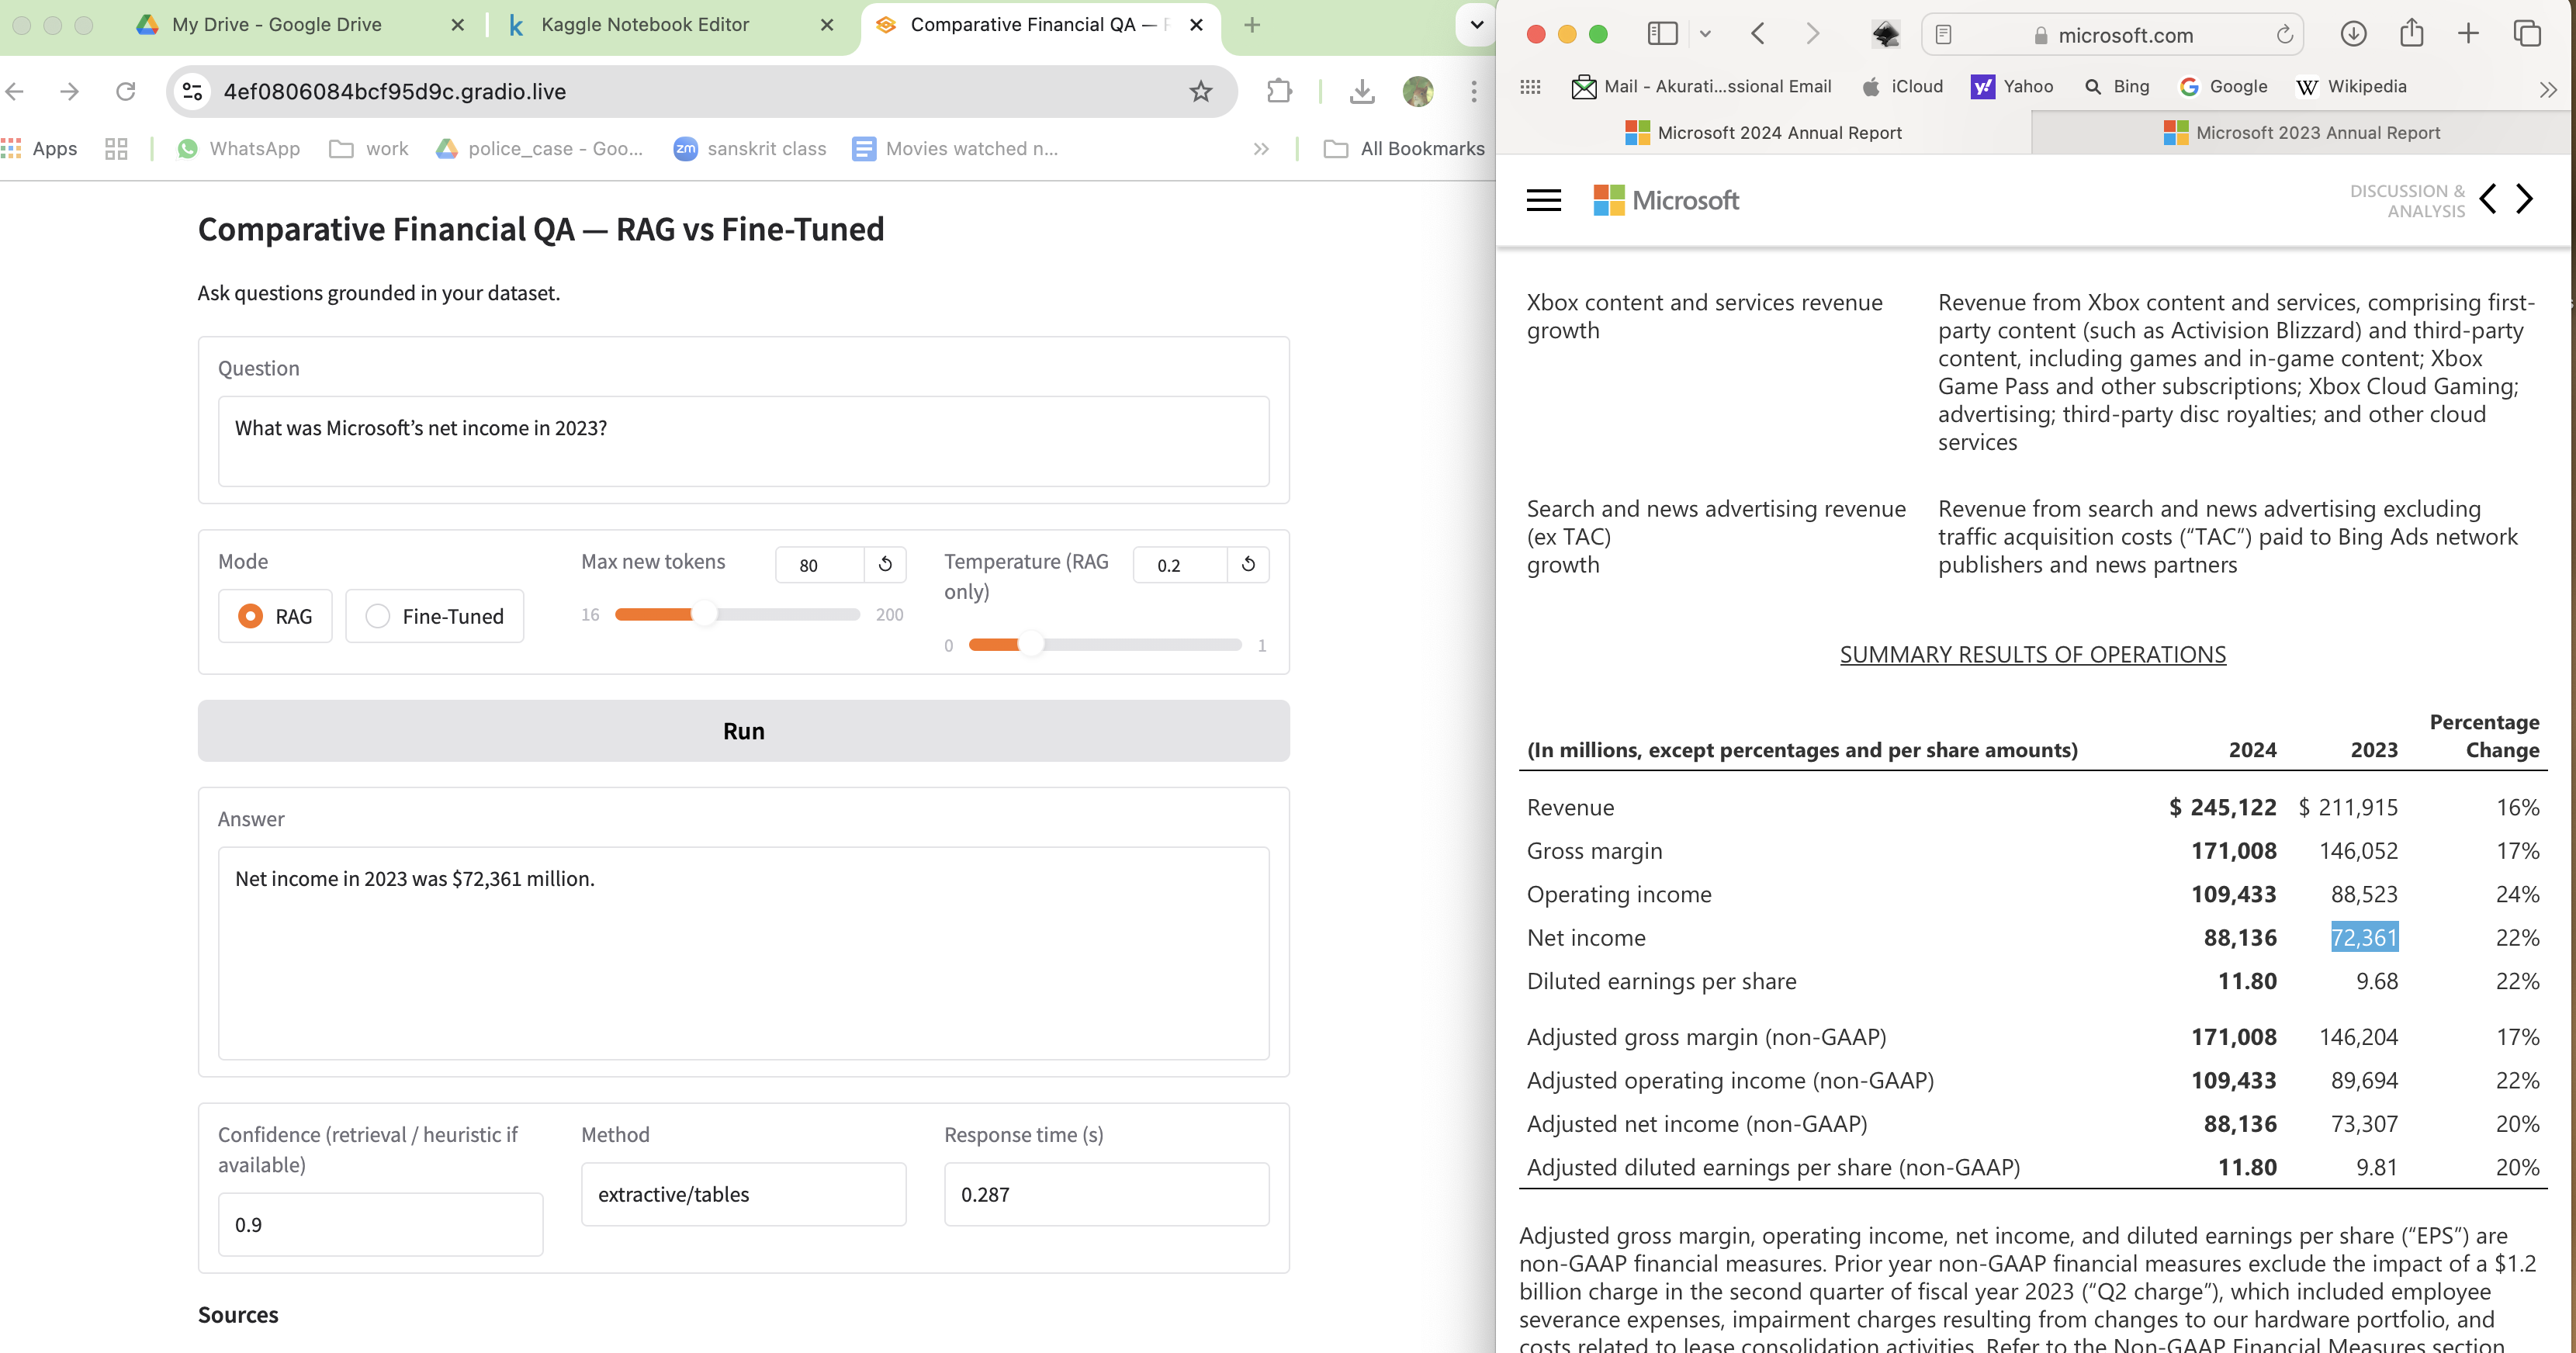 My Drive - Google Drive
Kaggle Notebook Editor
Comparative Financial QA —
4ef0806084bcf95d9c.gradio.live
Apps
WhatsApp
work
police_case - Goo...
zm
sanskrit class
Movies watched n...
All Bookmarks
Comparative Financial QA — RAG vs Fine-Tuned
Ask questions grounded in your dataset.
Question
What was Microsoft’s net income in 2023?
Mode
RAG
Fine-Tuned
Max new tokens
80
16
200
Temperature (RAG
only)
0.2
0
1
Run
Answer
Net income in 2023 was $72,361 million.
Confidence (retrieval / heuristic if
available)
0.9
Method
extractive/tables
Response time (s)
0.287
Sources
microsoft.com
Mail - Akurati...ssional Email
iCloud
Yahoo
Bing
Google
Wikipedia
Microsoft 2024 Annual Report
Microsoft 2023 Annual Report
Microsoft
DISCUSSION &
ANALYSIS
Xbox content and services revenue
growth
Revenue from Xbox content and services, comprising first-
party content (such as Activision Blizzard) and third-party
content, including games and in-game content; Xbox
Game Pass and other subscriptions; Xbox Cloud Gaming;
advertising; third-party disc royalties; and other cloud
services
Search and news advertising revenue
(ex TAC)
growth
Revenue from search and news advertising excluding
traffic acquisition costs (“TAC”) paid to Bing Ads network
publishers and news partners
SUMMARY RESULTS OF OPERATIONS
(In millions, except percentages and per share amounts) 2024 2023 Percentage
Change
Revenue $ 245,122 $ 211,915 16%
Gross margin 171,008 146,052 17%
Operating income 109,433 88,523 24%
Net income 88,136 72,361 22%
Diluted earnings per share 11.80 9.68 22%
Adjusted gross margin (non-GAAP) 171,008 146,204 17%
Adjusted operating income (non-GAAP) 109,433 89,694 22%
Adjusted net income (non-GAAP) 88,136 73,307 20%
Adjusted diluted earnings per share (non-GAAP) 11.80 9.81 20%
Adjusted gross margin, operating income, net income, and diluted earnings per share (“EPS”) are
non-GAAP financial measures. Prior year non-GAAP financial measures exclude the impact of a $1.2
billion charge in the second quarter of fiscal year 2023 (“Q2 charge”), which included employee
severance expenses, impairment charges resulting from changes to our hardware portfolio, and
costs related to lease consolidation activities. Refer to the Non-GAAP Financial Measures section